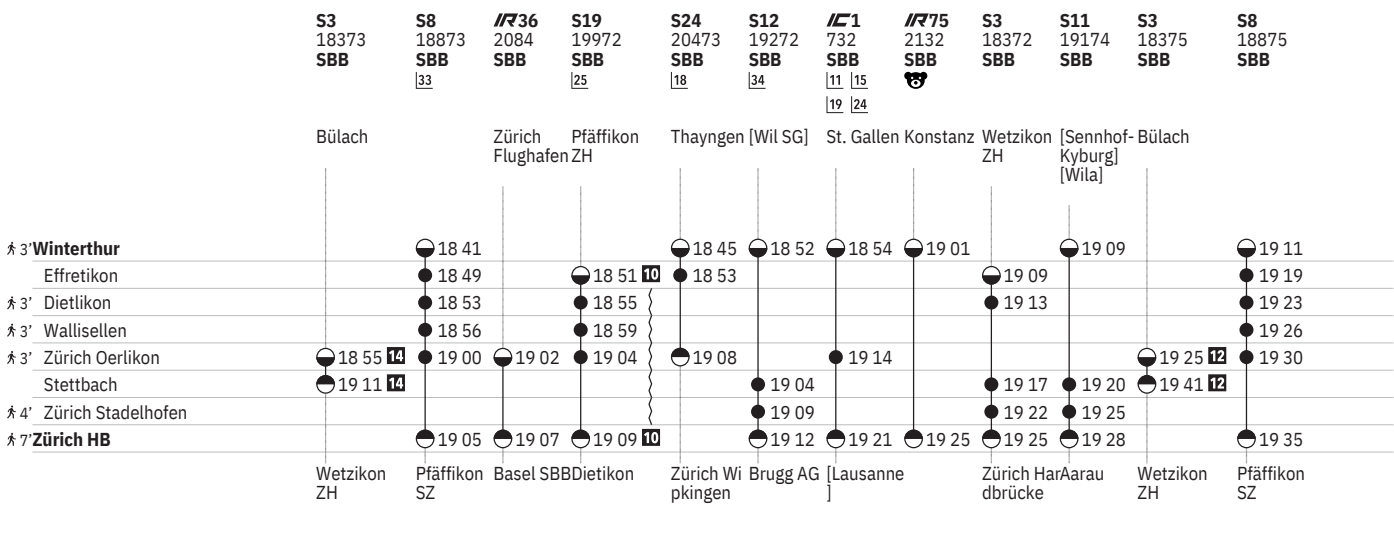 S3 S8 IR36 S19 S24 S12 IC1 IR75 S3 S11 S3 S8
18373 18873 2084 19972 20473 19272 732 2132 18372 19174 18375 18875
SBB SBB SBB SBB SBB SBB SBB SBB SBB SBB SBB SBB
33 25 18 34 11 15
19 24
Bülach Zürich Pfäffikon Thayngen [Wil SG] St. Gallen Konstanz Wetzikon [Sennhof- Bülach
Flughafen ZH ZH Kyburg]
[Wila]
3' Winterthur 18 41 18 45 18 52 18 54 19 01 19 09 19 11
Effretikon 18 49 18 51 10 18 53 19 09 19 19
3' Dietlikon 18 53 18 55 19 13 19 23
3' Wallisellen 18 56 18 59 19 26
3' Zürich Oerlikon 18 55 14 19 00 19 02 19 04 19 08 19 14 19 25 12 19 30
Stettbach 19 11 14 19 04 19 17 19 20 19 41 12
4' Zürich Stadelhofen 19 09 19 22 19 25
7' Zürich HB 19 05 19 07 19 09 10 19 12 19 21 19 25 19 25 19 28 19 35
Wetzikon Pfäffikon Basel SBB Dietikon Zürich Wi Brugg AG [Lausanne Zürich Har Aarau Wetzikon Pfäffikon
ZH SZ pkingen ] dbrücke ZH SZ